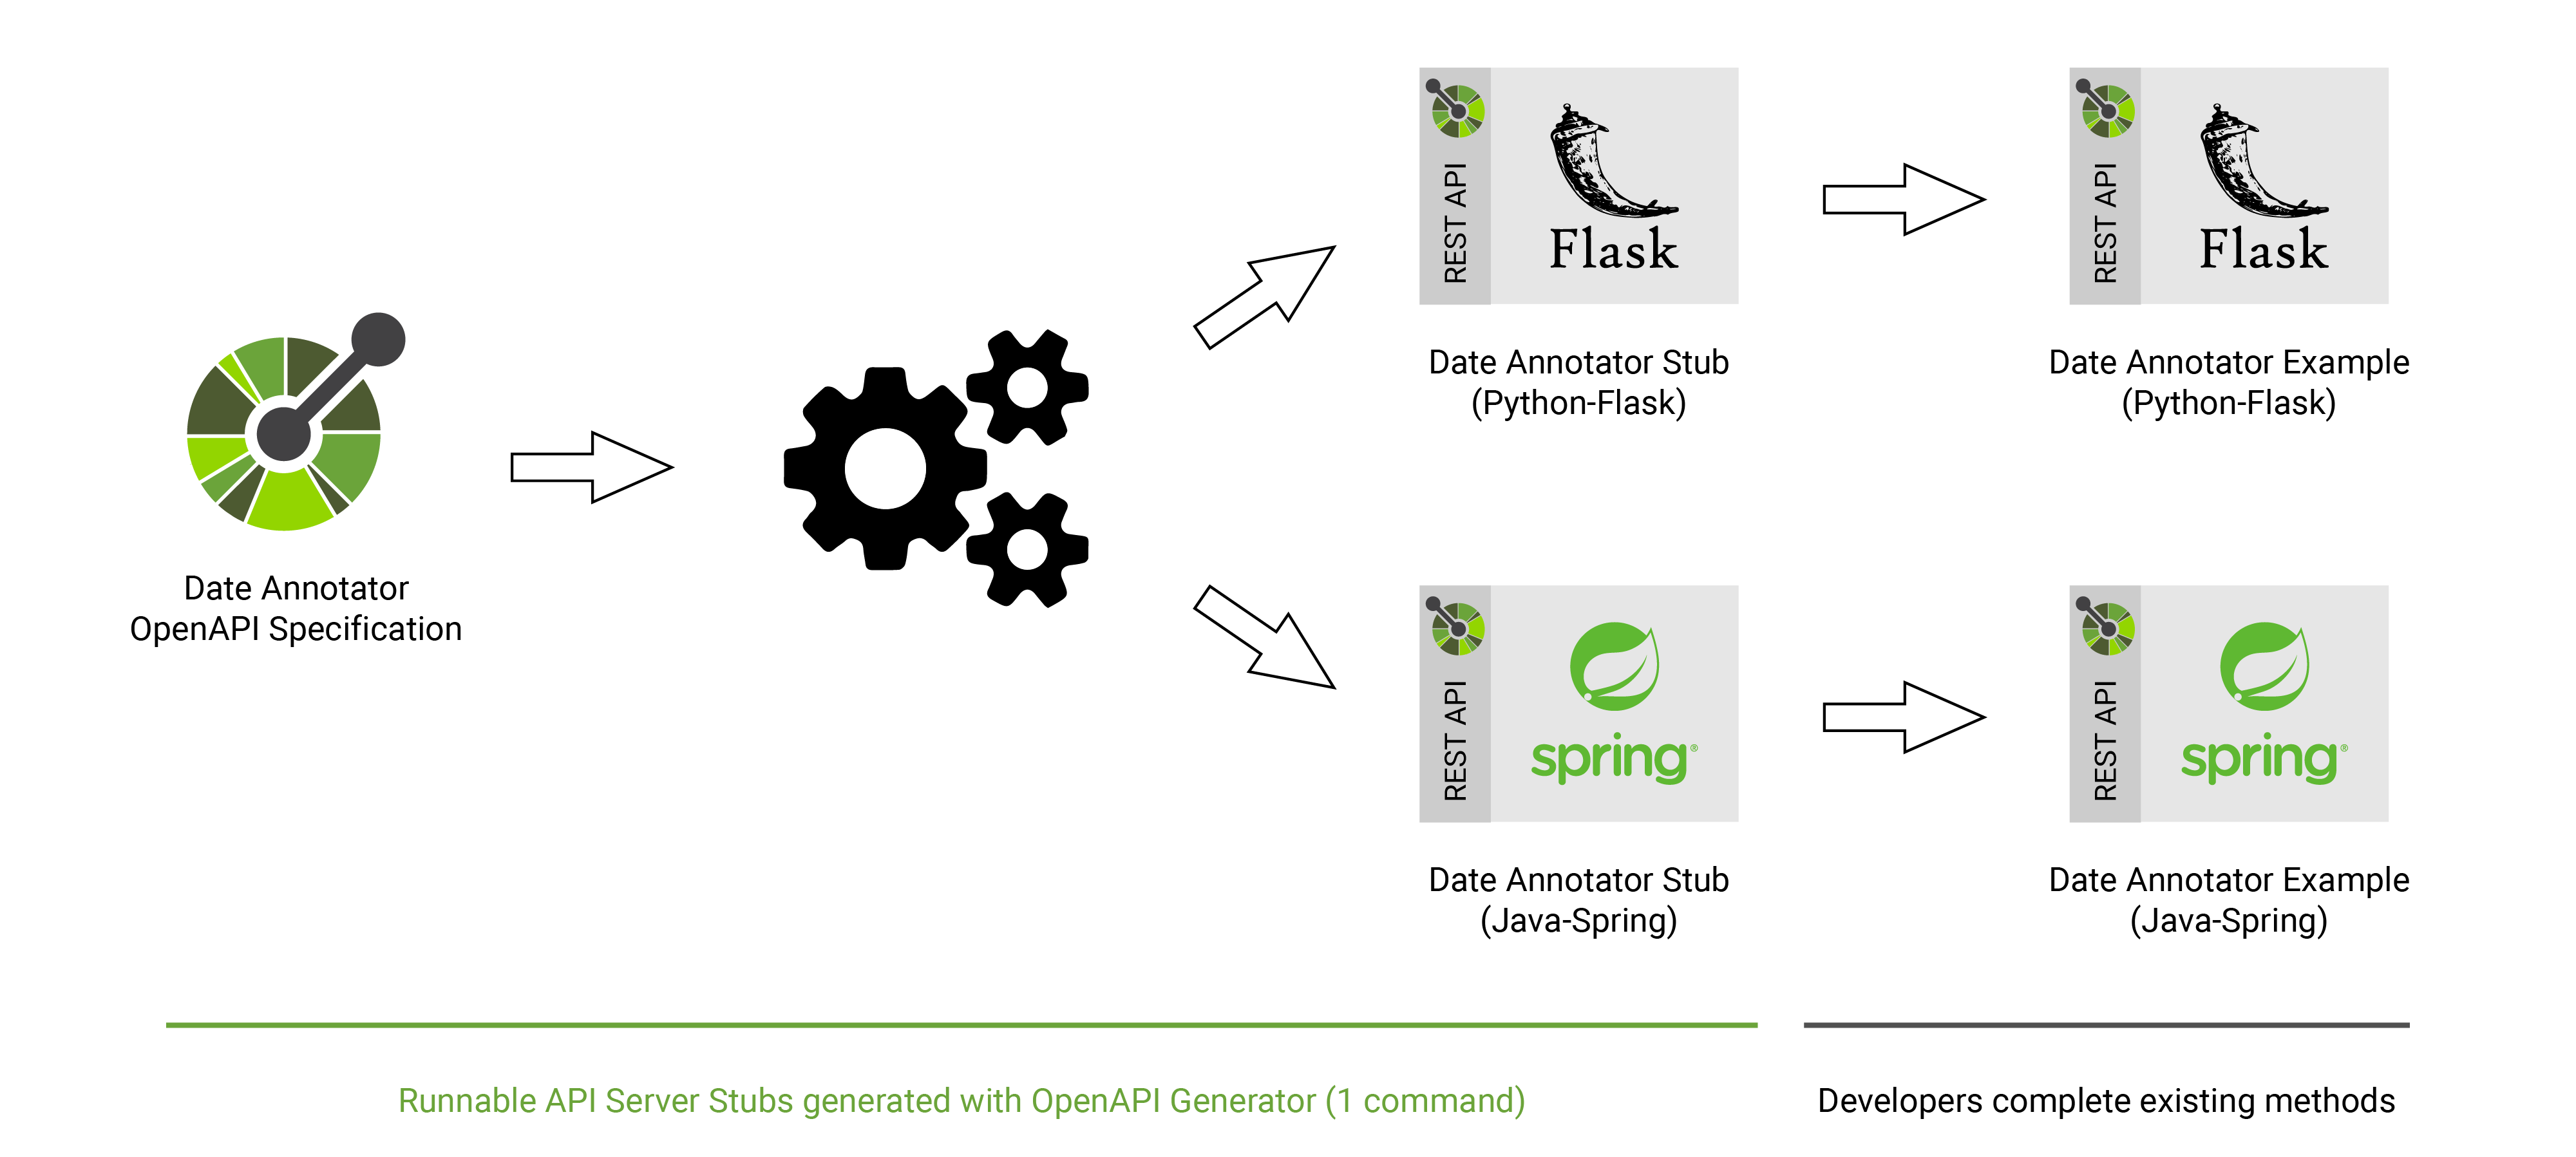 REST API
Flask
Date Annotator Stub
(Python-Flask)
REST API
Flask
Date Annotator Example
(Python-Flask)
Date Annotator
OpenAPI Specification
REST API
spring®
Date Annotator Stub
(Java-Spring)
REST API
spring®
Date Annotator Example
(Java-Spring)
Runnable API Server Stubs generated with OpenAPI Generator (1 command)
Developers complete existing methods